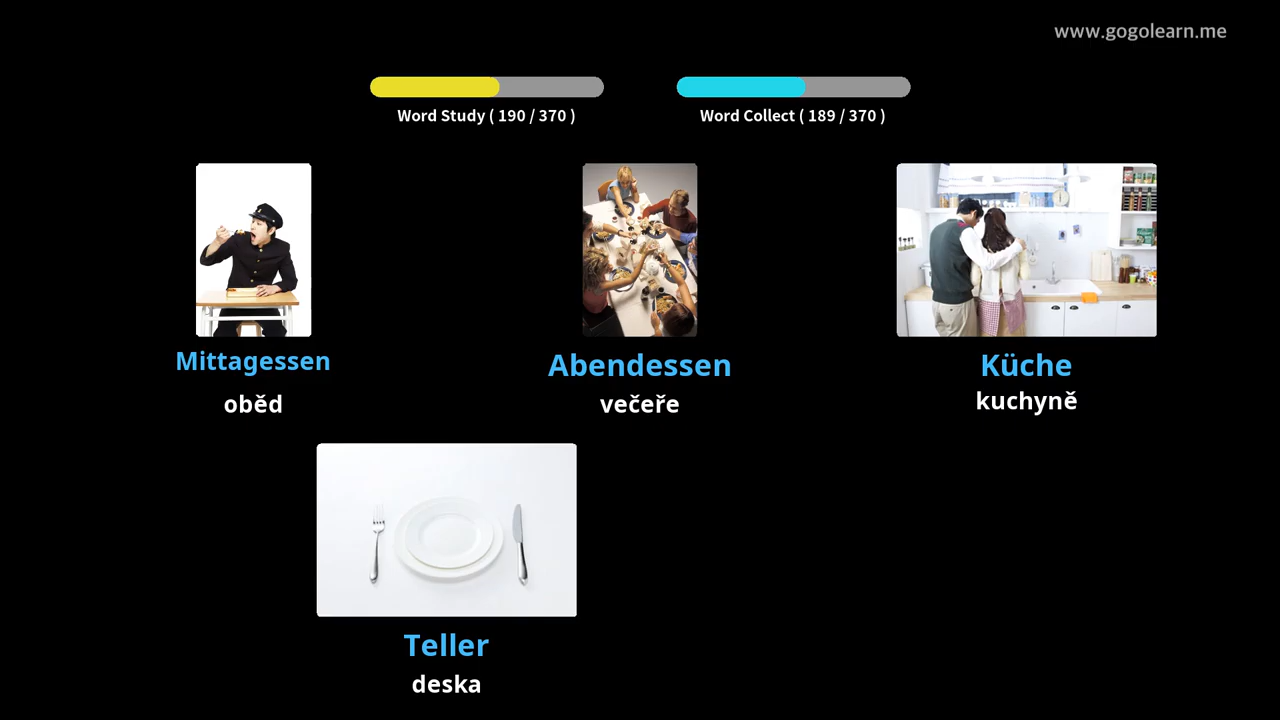 www.gogolearn.me
Word Study ( 190 / 370 )
Word Collect ( 189 / 370 )
Mittagessen
oběd
Abendessen
večeře
Küche
kuchyně
Teller
deska